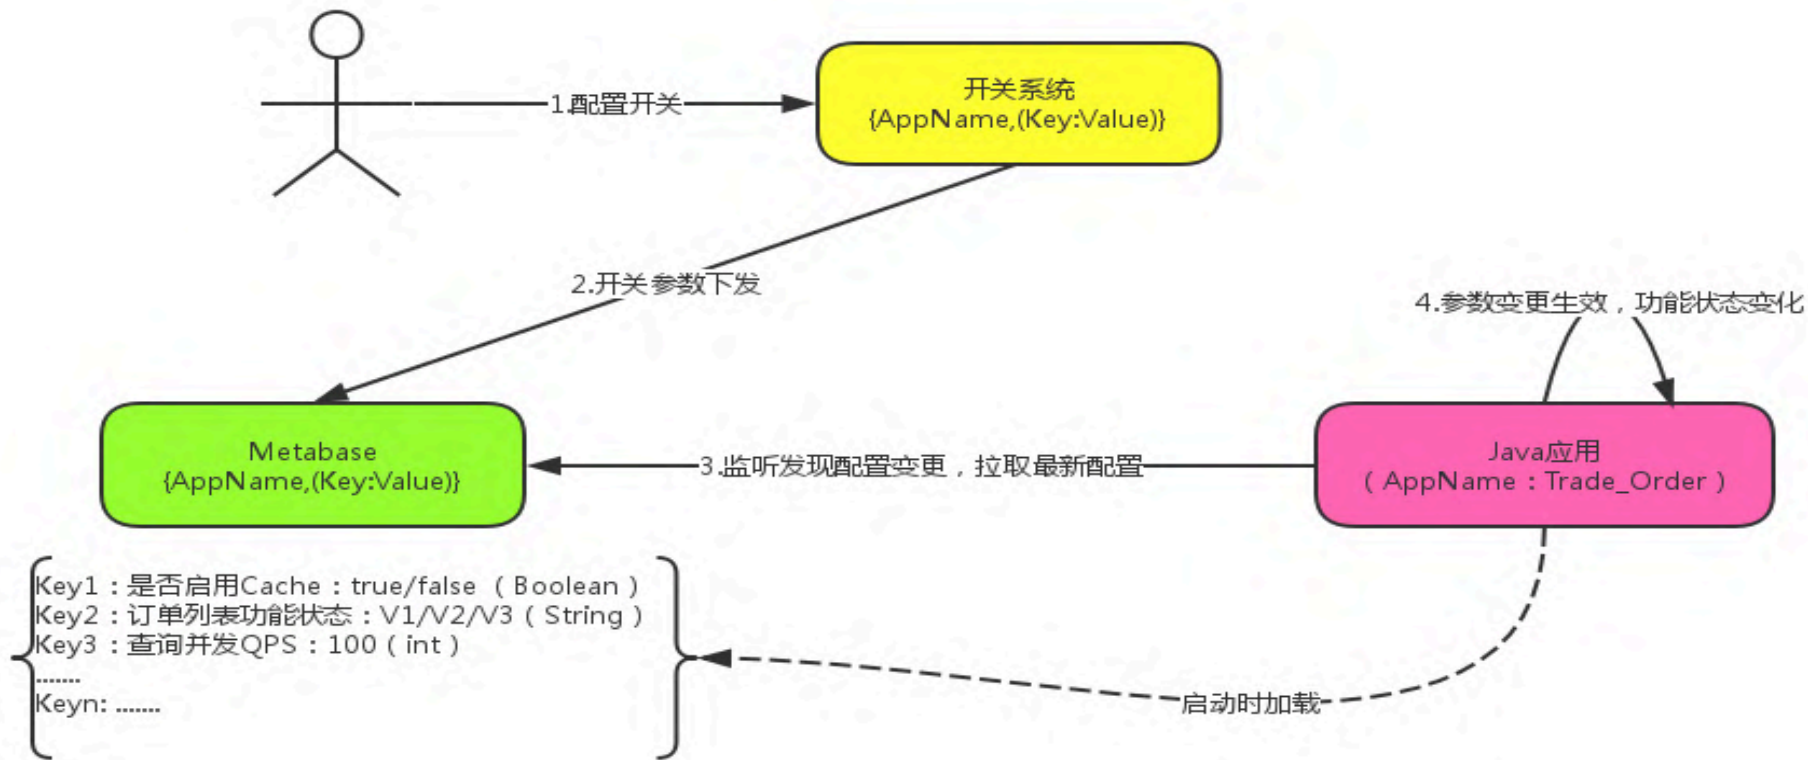 1.配置开关
开关系统
{AppName,(Key:Value)}
2.开关参数下发
4.参数变更生效，功能状态变化
Metabase
{AppName,(Key:Value)}
3.监听发现配置变更，拉取最新配置
Java应用
（AppName：Trade_Order）
Key1：是否启用Cache：true/false （Boolean）
Key2：订单列表功能状态：V1/V2/V3（String）
Key3：查询并发QPS：100（int）
.......
Keyn: .......
启动时加载